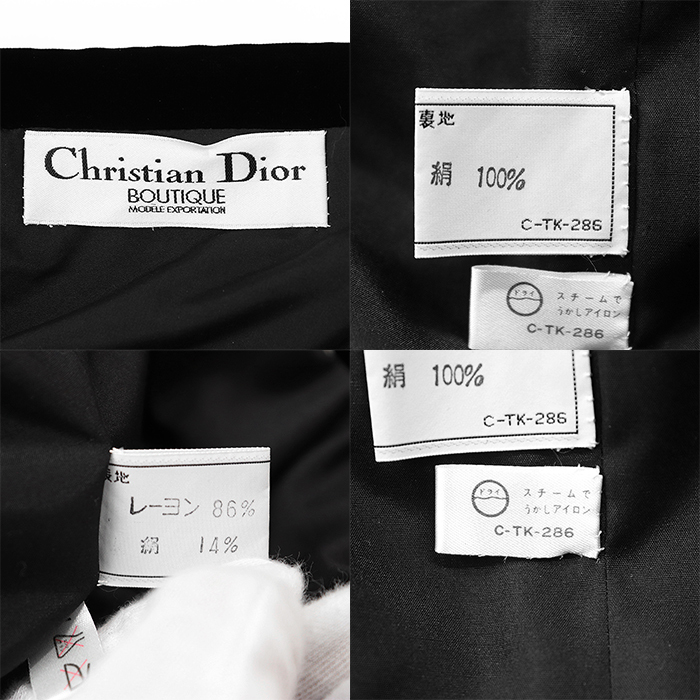 Christian Dior
BOUTIQUE
MODÈLE EXPORTATION
裏地
絹 100%
C-TK-286
ドライ
スチームで
うかしアイロン
C-TK-286
表地
レーヨン 86%
絹 14%
絹 100%
C-TK-286
ドライ
スチームで
うかしアイロン
C-TK-286